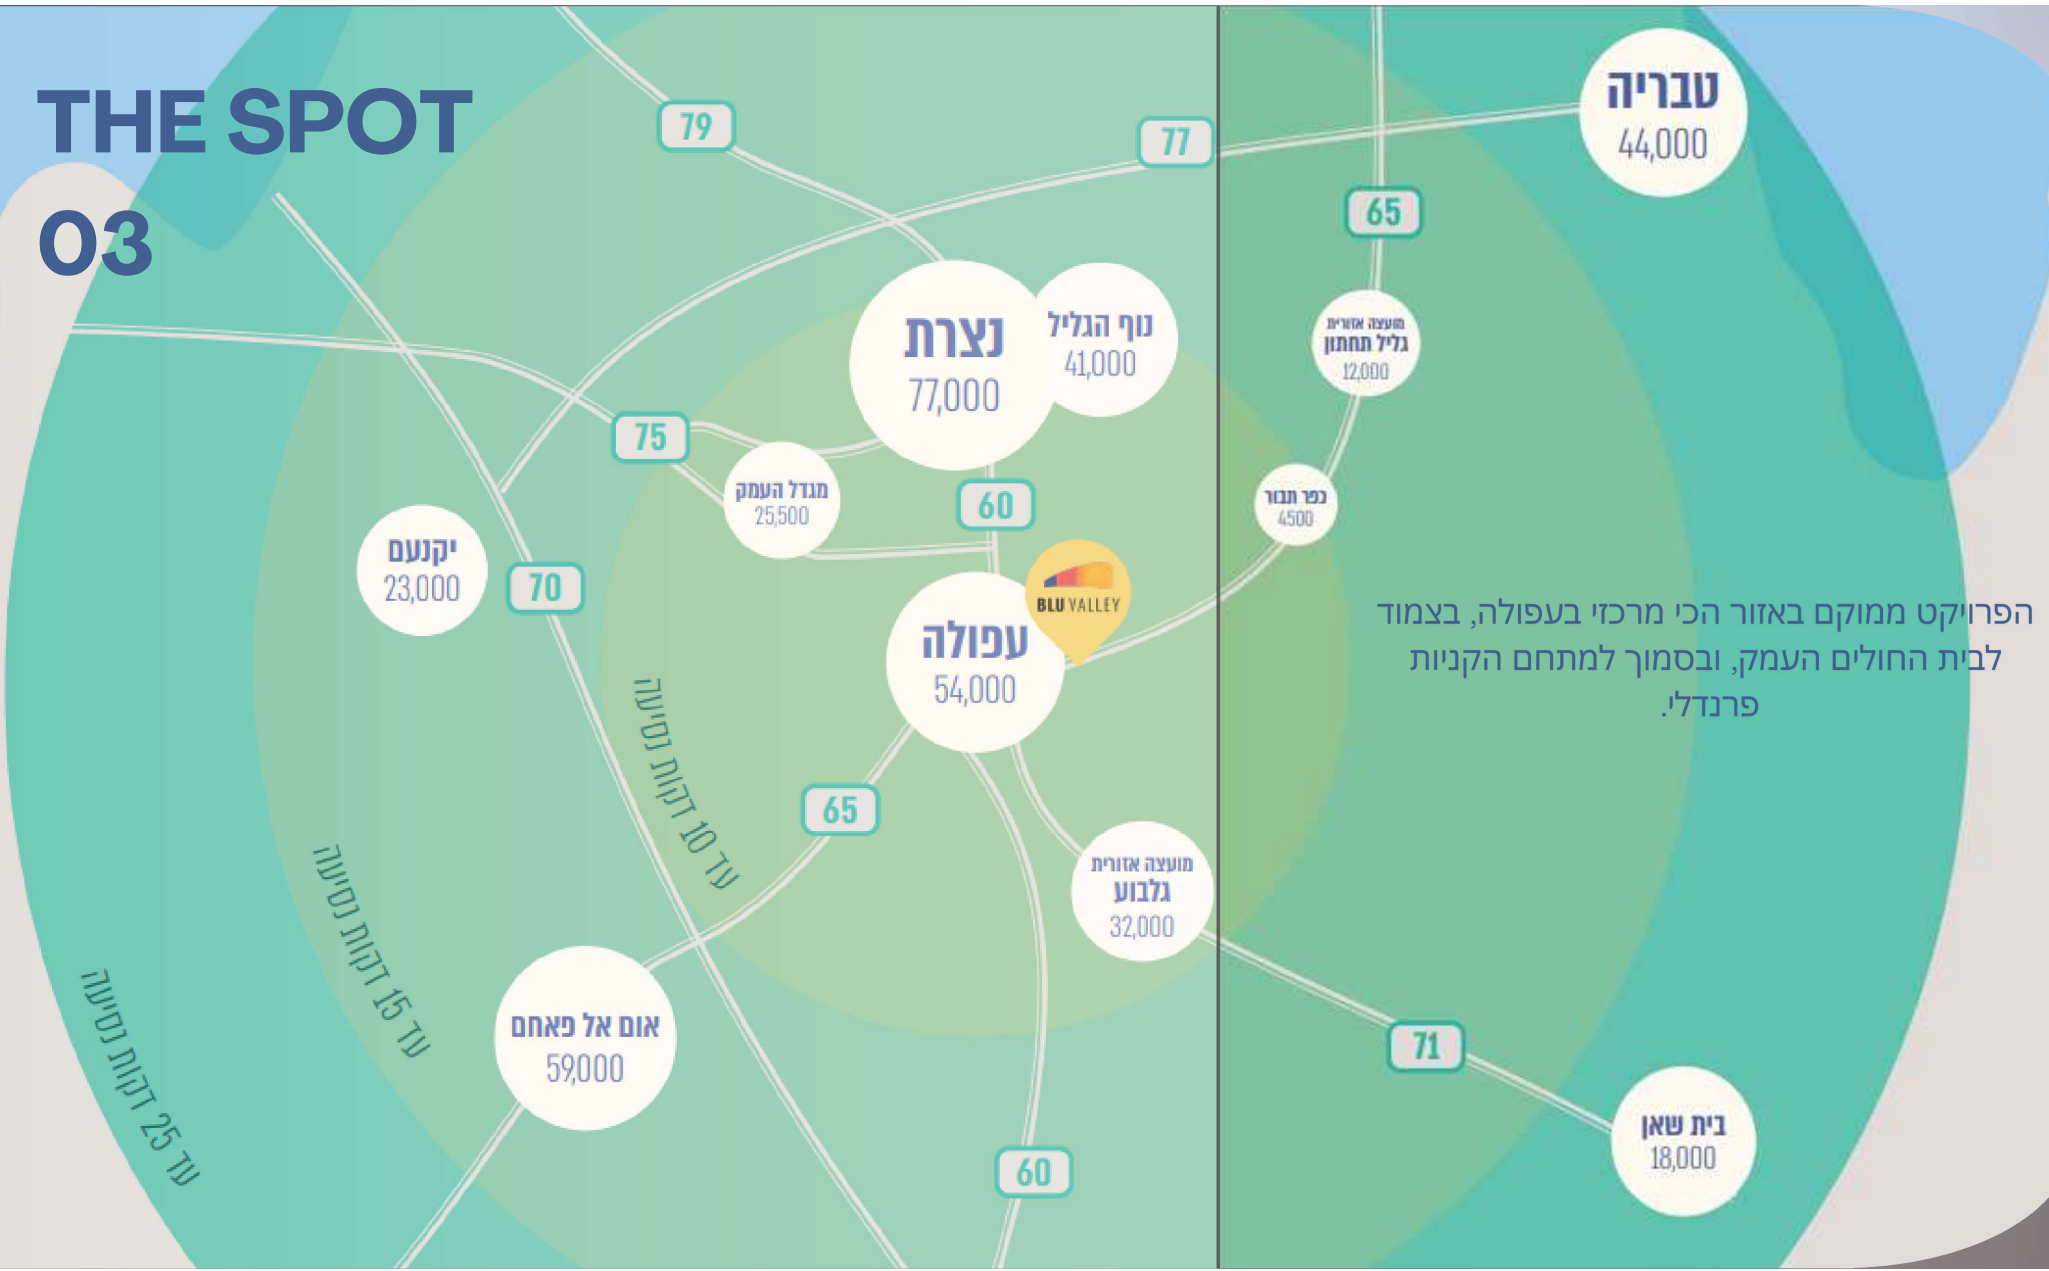 THE SPOT
03
79
77
טבריה
44,000
65
נצרת
77,000
נוף הגליל
41,000
מועצה אזורית
גליל תחתון
12,000
75
מגדל העמק
25,500
60
כפר תבור
4500
יקנעם
23,000
70
BLU VALLEY
עפולה
54,000
הפרויקט ממוקם באזור הכי מרכזי בעפולה, בצמוד
לבית החולים העמק, ובסמוך למתחם הקניות
פרנדלי.
עד 10 דקות נסיעה
65
עד 15 דקות נסיעה
מועצה אזורית
גלבוע
32,000
עד 25 דקות נסיעה
אום אל פאחם
59,000
71
בית שאן
18,000
60